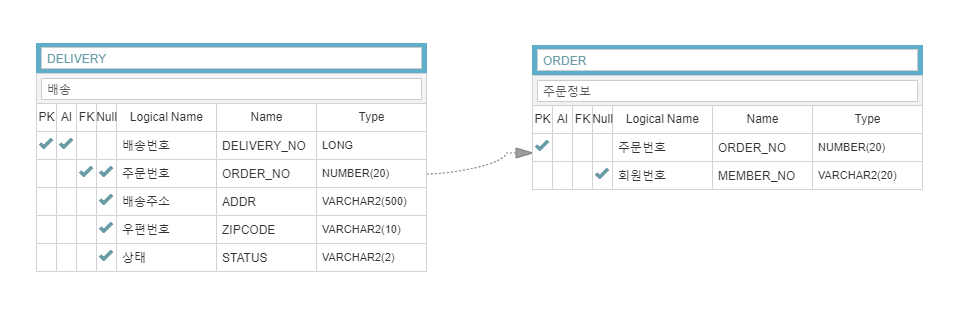 DELIVERY
배송
PK AI FK Null Logical Name Name Type
배송번호 DELIVERY_NO LONG
주문번호 ORDER_NO NUMBER(20)
배송주소 ADDR VARCHAR2(500)
우편번호 ZIPCODE VARCHAR2(10)
상태 STATUS VARCHAR2(2)
ORDER
주문정보
PK AI FK Null Logical Name Name Type
주문번호 ORDER_NO NUMBER(20)
회원번호 MEMBER_NO VARCHAR2(20)